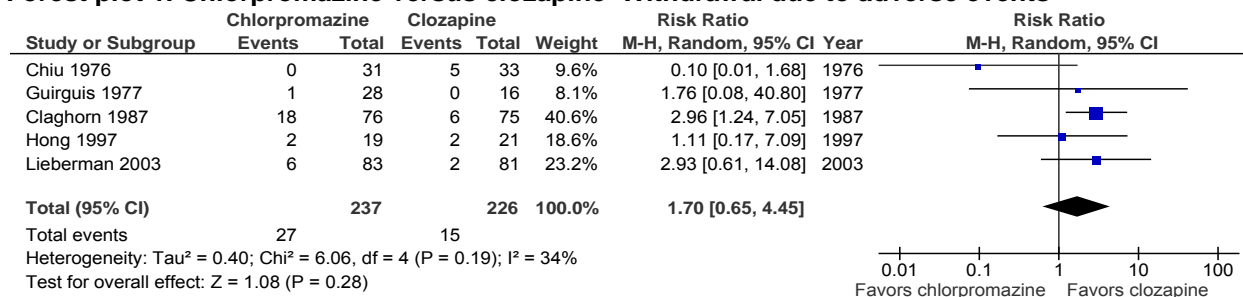 Forest plot 1. Chlorpromazine versus clozapine–Withdrawal due to adverse events
Chlorpromazine Clozapine Risk Ratio Risk Ratio
Study or Subgroup Events Total Events Total Weight M-H, Random, 95% CI Year M-H, Random, 95% CI
Chiu 1976 0 31 5 33 9.6% 0.10 [0.01, 1.68] 1976
Guirguis 1977 1 28 0 16 8.1% 1.76 [0.08, 40.80] 1977
Claghorn 1987 18 76 6 75 40.6% 2.96 [1.24, 7.05] 1987
Hong 1997 2 19 2 21 18.6% 1.11 [0.17, 7.09] 1997
Lieberman 2003 6 83 2 81 23.2% 2.93 [0.61, 14.08] 2003
Total (95% CI) 237 226 100.0% 1.70 [0.65, 4.45]
Total events 27 15
Heterogeneity: Tau² = 0.40; Chi² = 6.06, df = 4 (P = 0.19); I² = 34%
Test for overall effect: Z = 1.08 (P = 0.28)
0.01 0.1 1 10 100
Favors chlorpromazine Favors clozapine